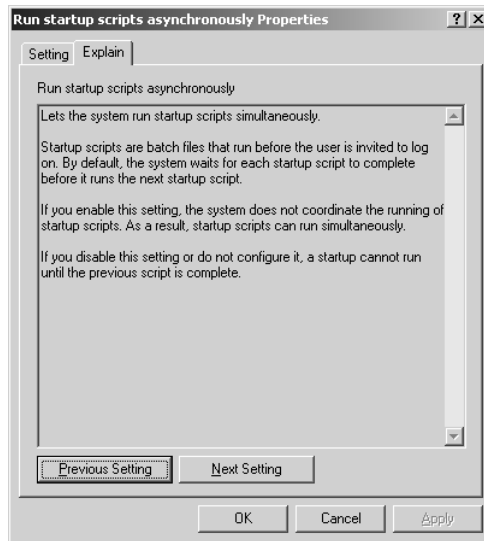 Run startup scripts asynchronously Properties
Setting Explain
Run startup scripts asynchronously
Lets the system run startup scripts simultaneously.
Startup scripts are batch files that run before the user is invited to log
on. By default, the system waits for each startup script to complete
before it runs the next startup script.
If you enable this setting, the system does not coordinate the running of
startup scripts. As a result, startup scripts can run simultaneously.
If you disable this setting or do not configure it, a startup cannot run
until the previous script is complete.
Previous Setting Next Setting
OK Cancel Apply